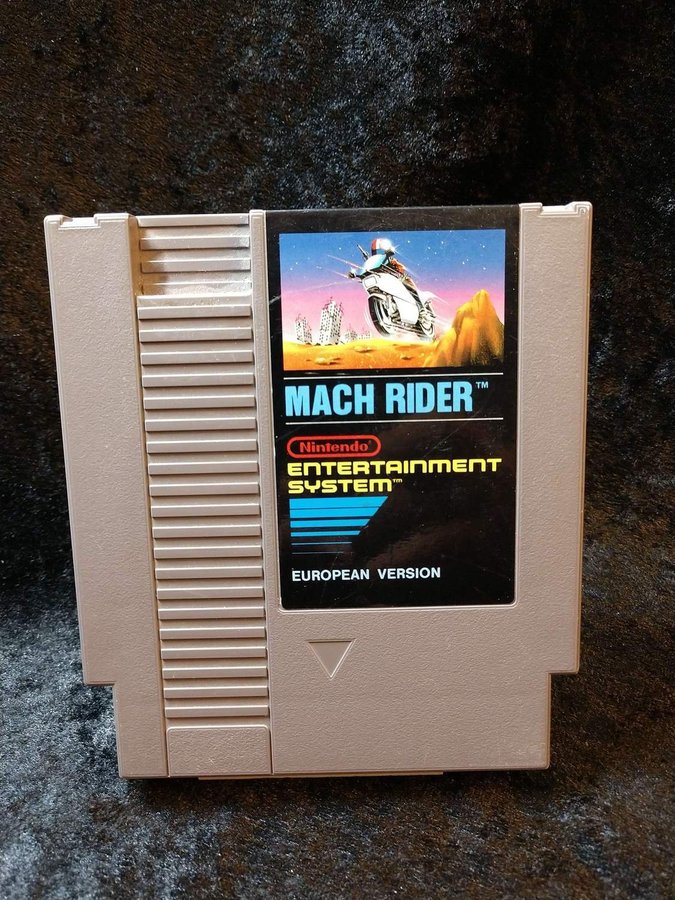 MACH RIDER™
Nintendo®
ENTERTAINMENT
SYSTEM™
EUROPEAN VERSION